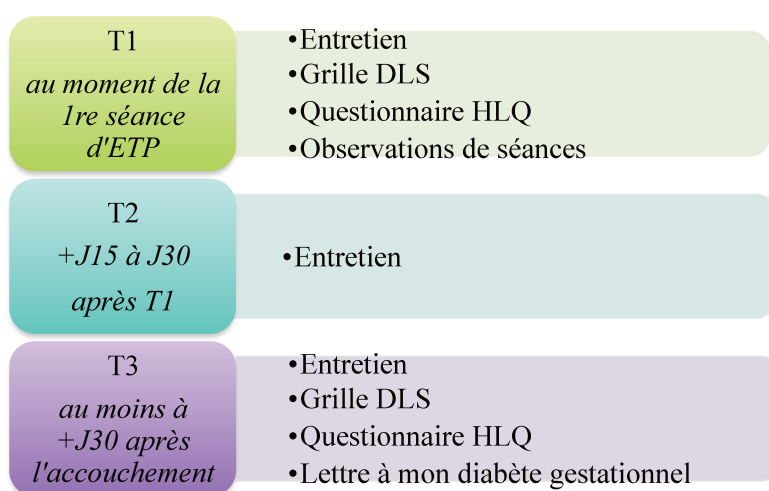 T1
au moment de la
1re séance
d'ETP
•Entretien
•Grille DLS
•Questionnaire HLQ
•Observations de séances
T2
+J15 à J30
après T1
•Entretien
T3
au moins à
+J30 après
l'accouchement
•Entretien
•Grille DLS
•Questionnaire HLQ
•Lettre à mon diabète gestationnel